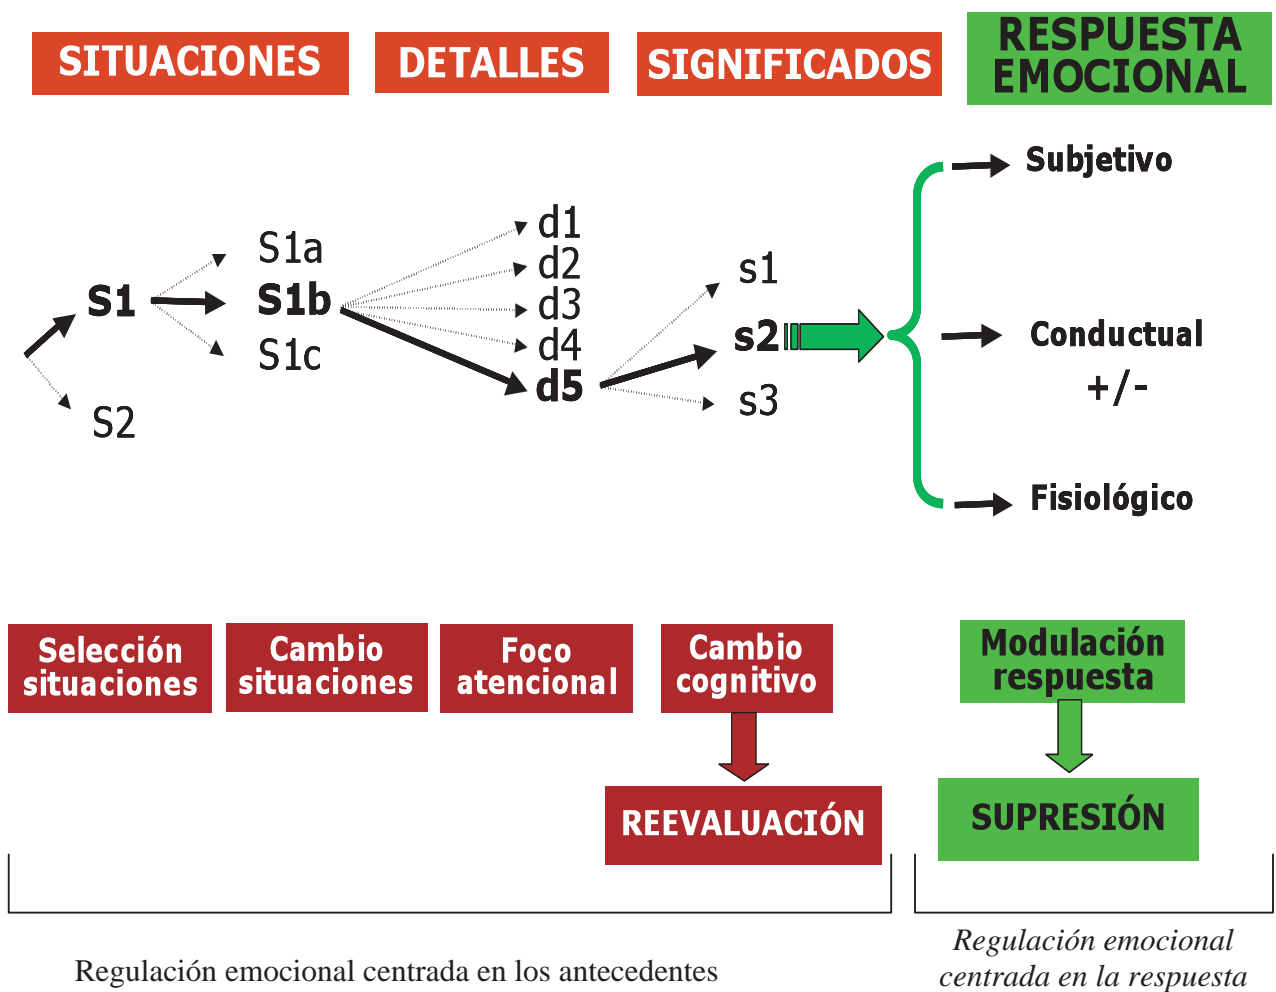 SITUACIONES
DETALLES
SIGNIFICADOS
RESPUESTA
EMOCIONAL
S1
S2
S1a
S1b
S1c
d1
d2
d3
d4
d5
s1
s2
s3
Subjetivo
Conductual
+/-
Fisiológico
Selección
situaciones
Cambio
situaciones
Foco
atencional
Cambio
cognitivo
Modulación
respuesta
REEVALUACIÓN
SUPRESIÓN
Regulación emocional centrada en los antecedentes
Regulación emocional
centrada en la respuesta